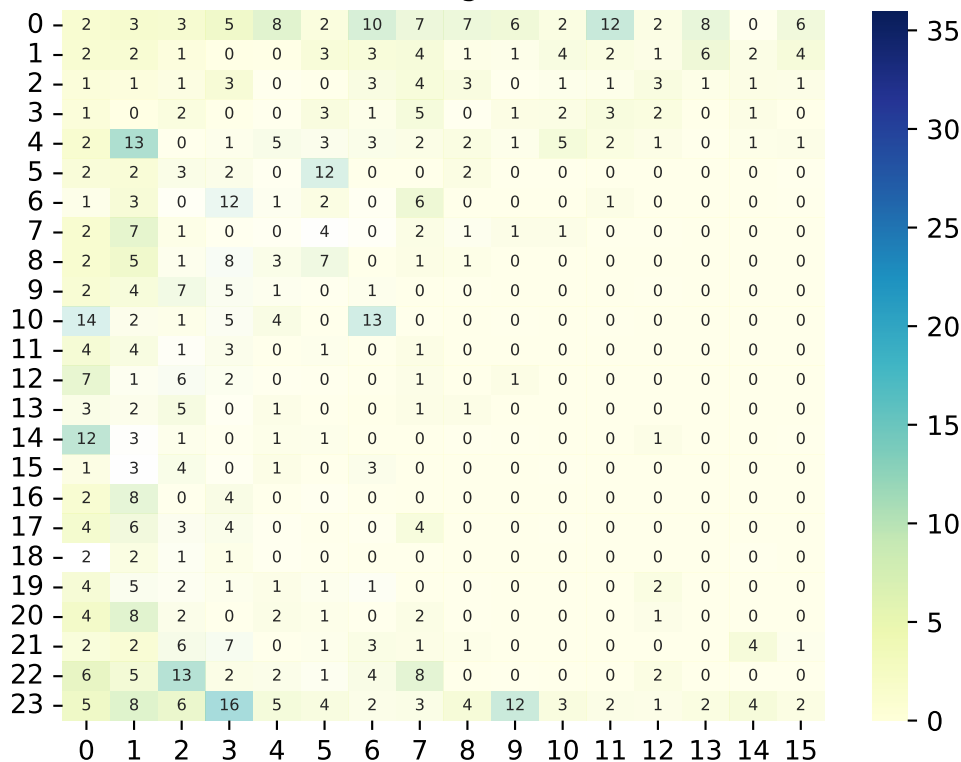 0 2 3 3 5 8 2 10 7 7 6 2 12 2 8 0 6
1 2 2 1 0 0 3 3 4 1 1 4 2 1 6 2 4
2 1 1 1 3 0 0 3 4 3 0 1 1 3 1 1 1
3 1 0 2 0 0 3 1 5 0 1 2 3 2 0 1 0
4 2 13 0 1 5 3 3 2 2 1 5 2 1 0 1 1
5 2 2 3 2 0 12 0 0 2 0 0 0 0 0 0 0
6 1 3 0 12 1 2 0 6 0 0 0 1 0 0 0 0
7 2 7 1 0 0 4 0 2 1 1 1 0 0 0 0 0
8 2 5 1 8 3 7 0 1 1 0 0 0 0 0 0 0
9 2 4 7 5 1 0 1 0 0 0 0 0 0 0 0 0
10 14 2 1 5 4 0 13 0 0 0 0 0 0 0 0 0
11 4 4 1 3 0 1 0 1 0 0 0 0 0 0 0 0
12 7 1 6 2 0 0 0 1 0 1 0 0 0 0 0 0
13 3 2 5 0 1 0 0 1 1 0 0 0 0 0 0 0
14 12 3 1 0 1 1 0 0 0 0 0 0 1 0 0 0
15 1 3 4 0 1 0 3 0 0 0 0 0 0 0 0 0
16 2 8 0 4 0 0 0 0 0 0 0 0 0 0 0 0
17 4 6 3 4 0 0 0 4 0 0 0 0 0 0 0 0
18 2 2 1 1 0 0 0 0 0 0 0 0 0 0 0 0
19 4 5 2 1 1 1 1 0 0 0 0 0 2 0 0 0
20 4 8 2 0 2 1 0 2 0 0 0 0 1 0 0 0
21 2 2 6 7 0 1 3 1 1 0 0 0 0 0 4 1
22 6 5 13 2 2 1 4 8 0 0 0 0 2 0 0 0
23 5 8 6 16 5 4 2 3 4 12 3 2 1 2 4 2
0 1 2 3 4 5 6 7 8 9 10 11 12 13 14 15
35
30
25
20
15
10
5
0